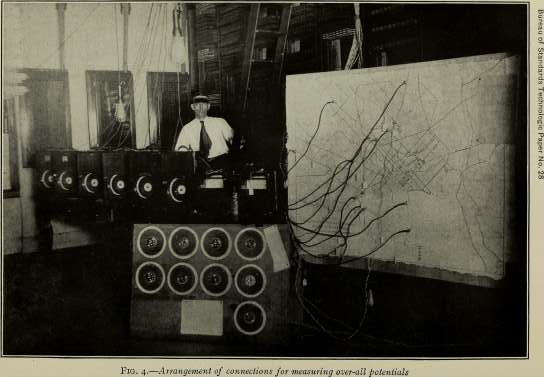 Bureau of Standards Technologic Paper No. 28
FIG. 4.—Arrangement of connections for measuring over-all potentials